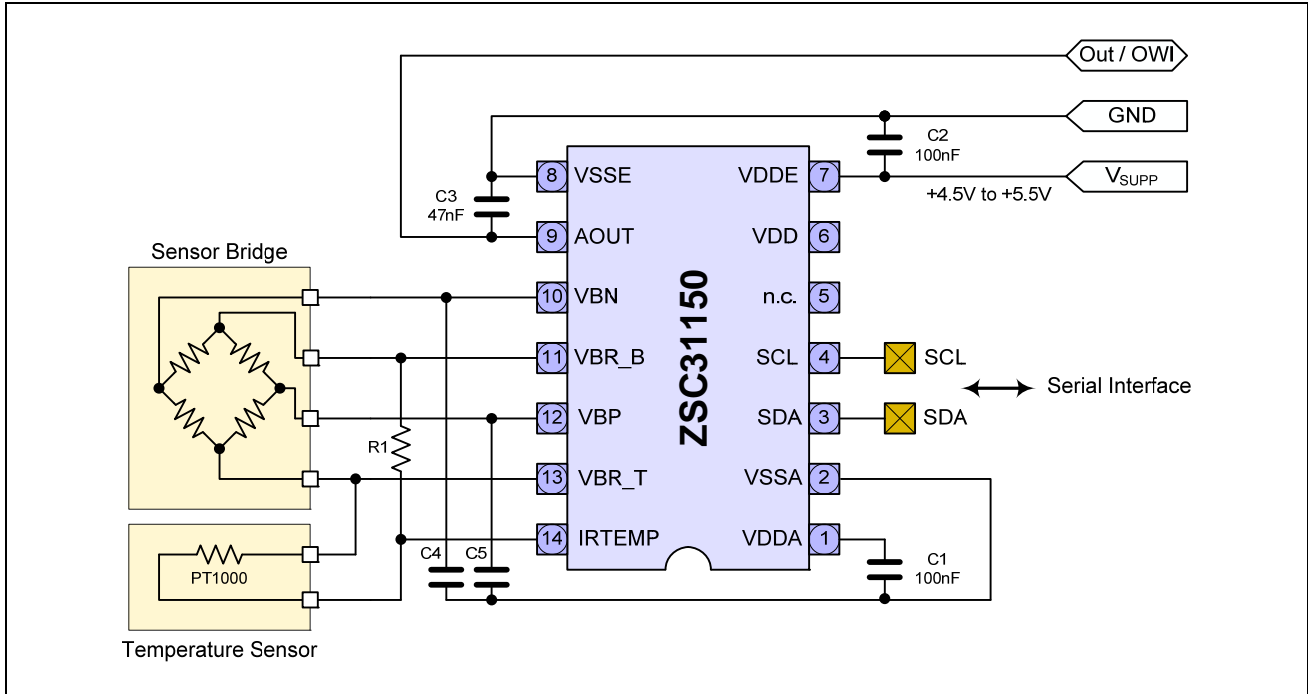 Out / OWI
GND
C2
100nF
VSUPP
+4.5V to +5.5V
8 VSSE
VDDE 7
C3
47nF
9 AOUT
VDD 6
Sensor Bridge
10 VBN
n.c. 5
ZSC31150
11 VBR_B
SCL 4
SCL
Serial Interface
12 VBP
SDA 3
SDA
R1
13 VBR_T
VSSA 2
14 IRTEMP
VDDA 1
C4
C5
C1
100nF
PT1000
Temperature Sensor